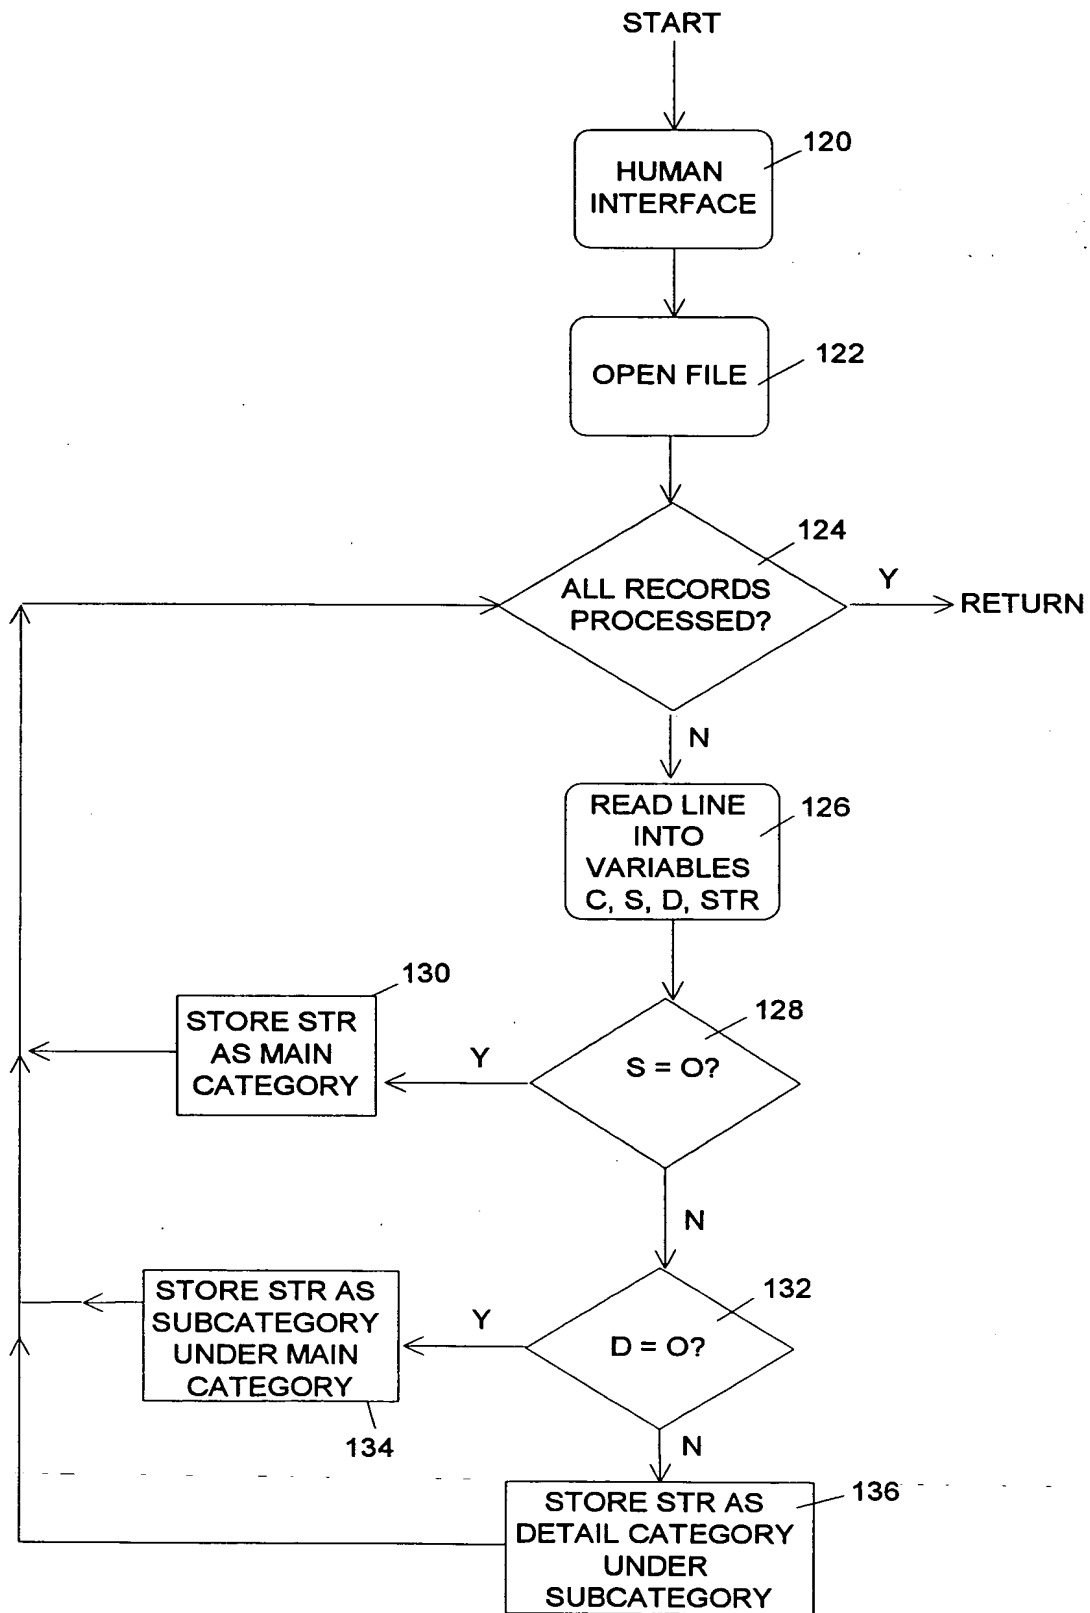 START
120
HUMAN
INTERFACE
122
OPEN FILE
124
ALL RECORDS
PROCESSED?
Y
RETURN
N
READ LINE
INTO
VARIABLES
C, S, D, STR
126
130
STORE STR
AS MAIN
CATEGORY
Y
128
S = O?
N
STORE STR AS
SUBCATEGORY
UNDER MAIN
CATEGORY
134
Y
132
D = O?
N
136
STORE STR AS
DETAIL CATEGORY
UNDER
SUBCATEGORY